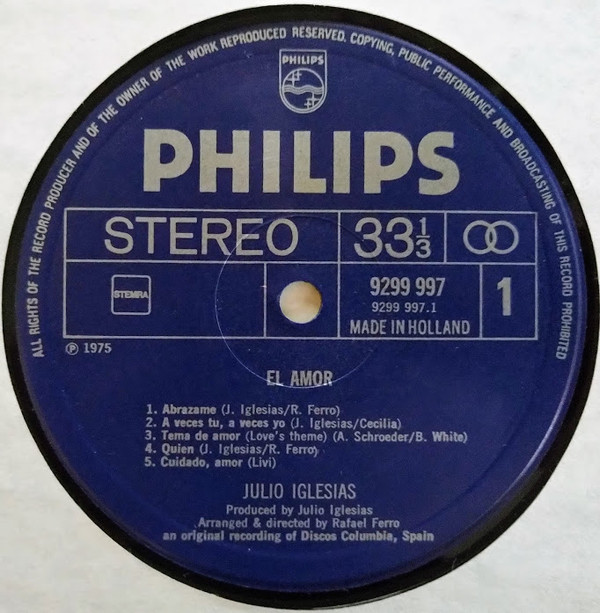 ALL RIGHTS OF THE RECORD PRODUCER AND OF THE OWNER OF THE WORK REPRODUCED RESERVED. COPYING, PUBLIC PERFORMANCE AND BROADCASTING OF THIS RECORD PROHIBITED
PHILIPS
PHILIPS
STEREO 33⅓
STEMRA
9299 997
9299 997.1
MADE IN HOLLAND
1
℗ 1975
EL AMOR
1. Abrazame (J. Iglesias/R. Ferro)
2. A veces tu, a veces yo (J. Iglesias/Cecilia)
3. Tema de amor (Love's theme) (A. Schroeder/B. White)
4. Quien (J. Iglesias/R. Ferro)
5. Cuidado, amor (Livi)
JULIO IGLESIAS
Produced by Julio Iglesias
Arranged & directed by Rafael Ferro
an original recording of Discos Columbia, Spain